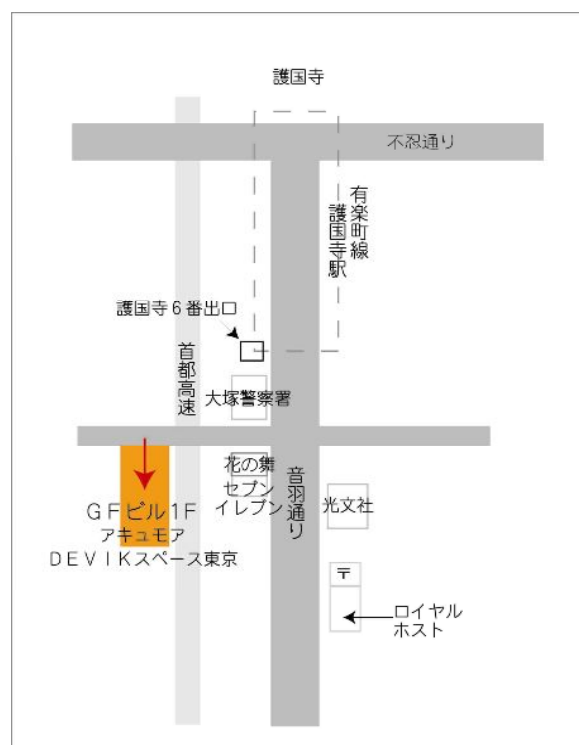 護国寺
不忍通り
有楽町線
護国寺駅
護国寺６番出口
首都高速
大塚警察署
花の舞
セブン
イレブン
音羽通り
光文社
ＧＦビル１Ｆ
アキュモア
ＤＥＶＩＫスペース東京
〒
ロイヤル
ホスト